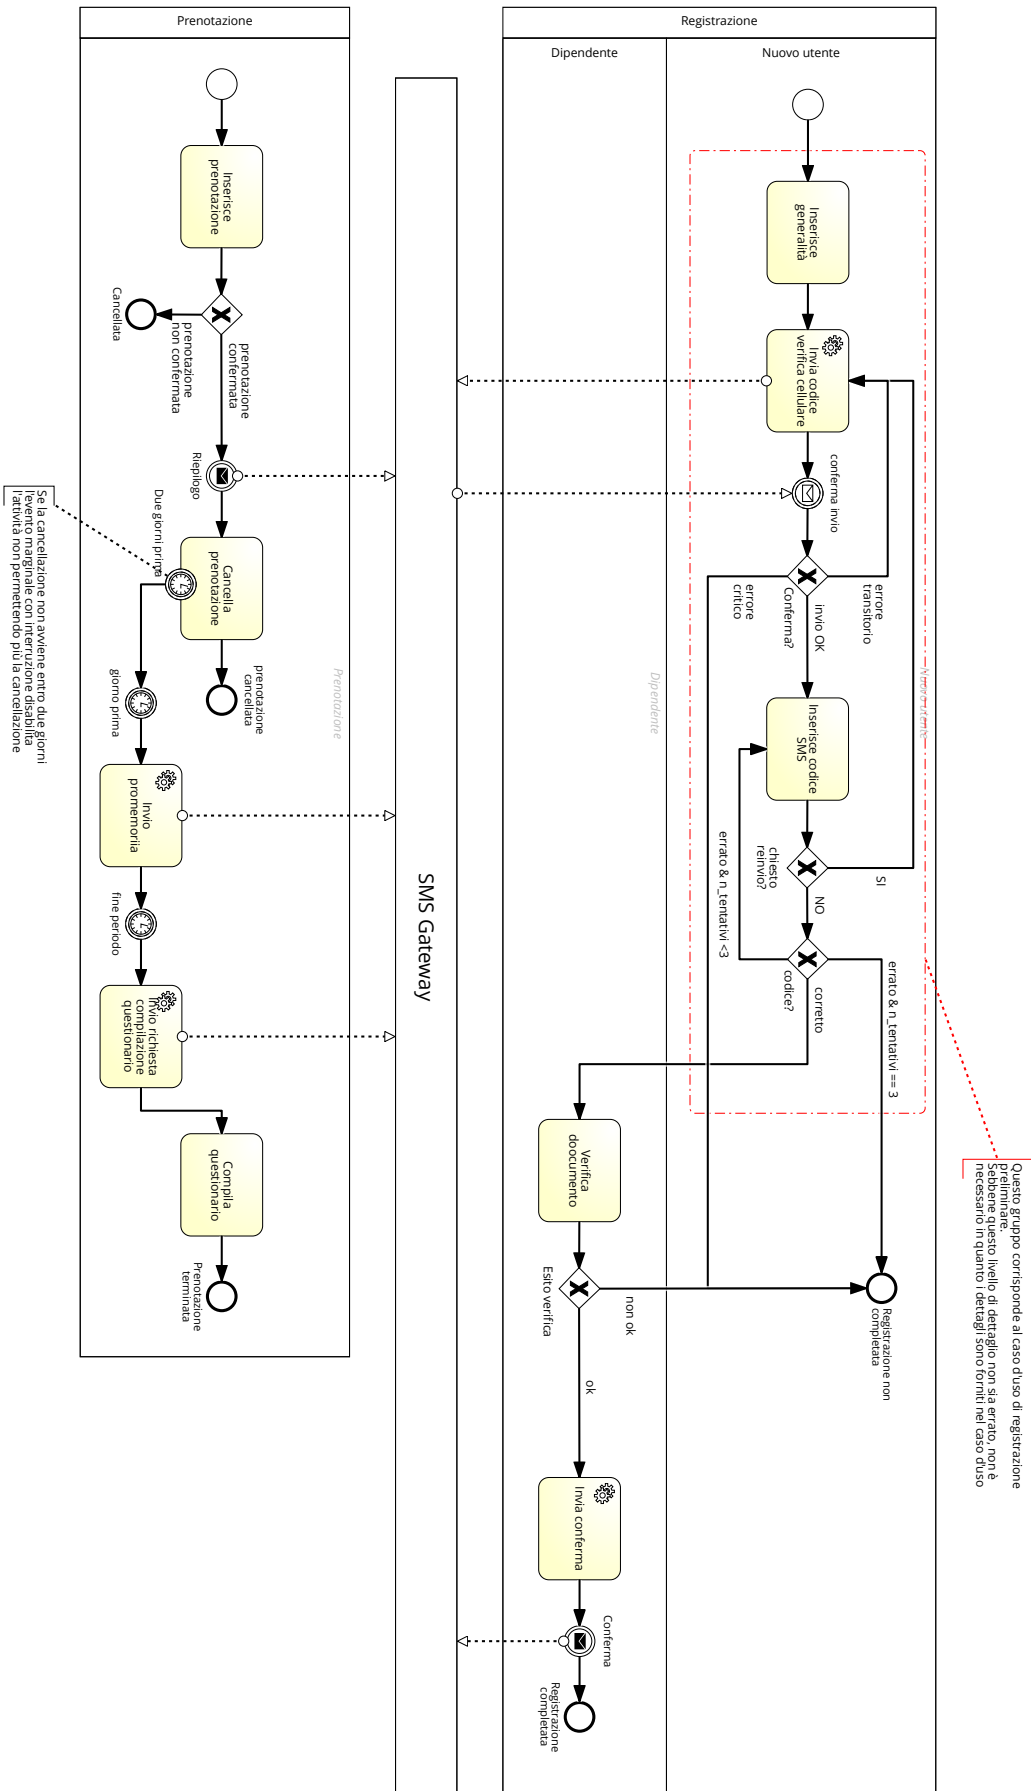 Prenotazione
Registrazione
Dipendente
Nuovo utente
Inserisce
generalità
Invia codice
verifica cellulare
conferma invio
Conferma?
errore
transitorio
errore
critico
invio OK
Inserisce codice
SMS
chiesto
reinvio?
SI
NO
codice?
errato & n_tentativi <3
errato & n_tentativi == 3
corretto
Nuovo utente
Dipendente
Verifica
doocumento
Esito verifica
non ok
ok
Registrazione non
completata
Invia conferma
Conferma
Registrazione
completata
Questo gruppo corrisponde al caso d'uso di registrazione
preliminare.
Sebbene questo livello di dettaglio non sia errato, non è
necessario in quanto i dettagli sono forniti nel caso d'uso
SMS Gateway
Inserisce
prenotazione
Cancellata
prenotazione
non confermata
prenotazione
confermata
Riepilogo
Cancella
prenotazione
Due giorni prima
prenotazione
cancellata
Prenotazione
giorno prima
Invio
promemoriia
fine periodo
Invio richiesta
compilazione
questionario
Compila
questionario
Prenotazione
terminata
Se la cancellazione non avviene entro due giorni
l'evento marginale con interruzione disabilita
l'attività non permettendo più la cancellazione